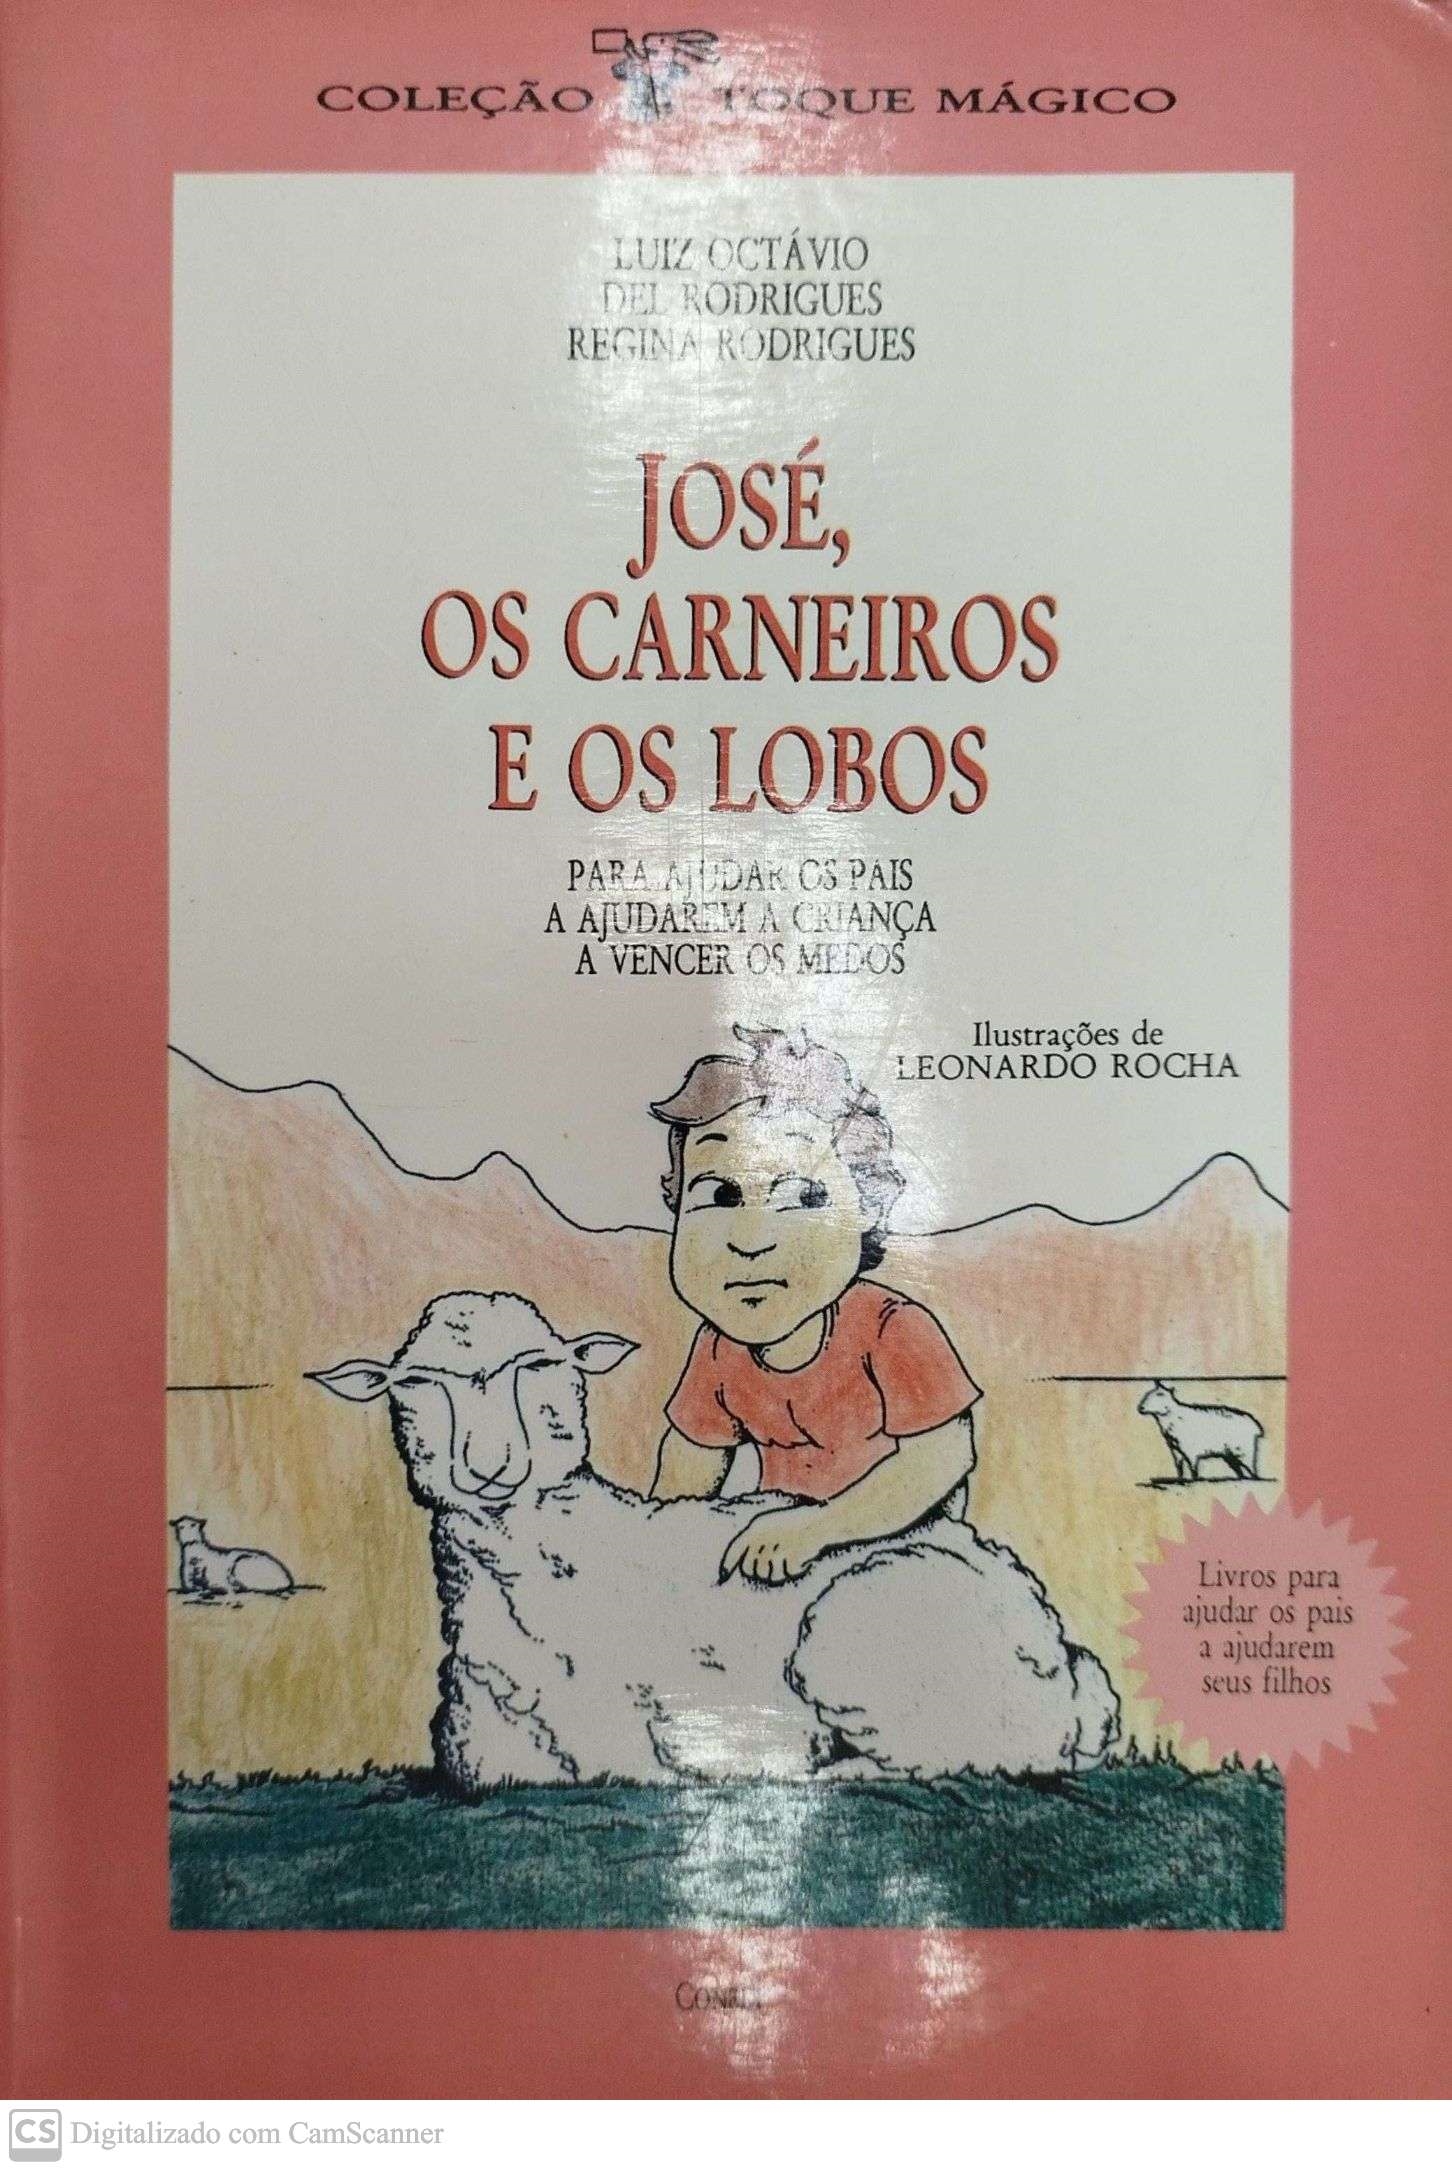 COLEÇÃO TOQUE MÁGICO
LUIZ OCTÁVIO
DEL RODRIGUES
REGINA RODRIGUES
JOSÉ,
OS CARNEIROS
E OS LOBOS
PARA AJUDAR OS PAIS
A AJUDAREM A CRIANÇA
A VENCER OS MEDOS
Ilustrações de
LEONARDO ROCHA
Livros para
ajudar os pais
a ajudarem
seus filhos
CS Digitalizado com CamScanner